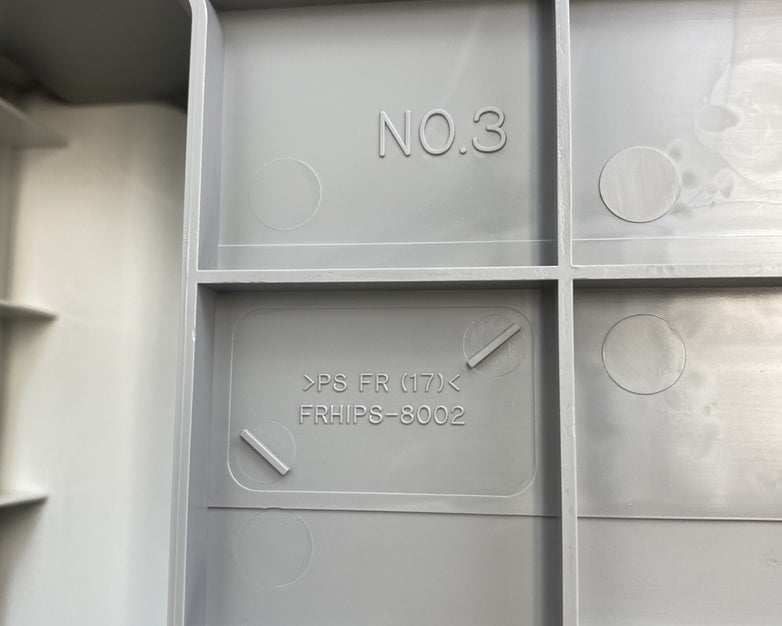 NO.3
>PS FR (17)<
FRHIPS-8002